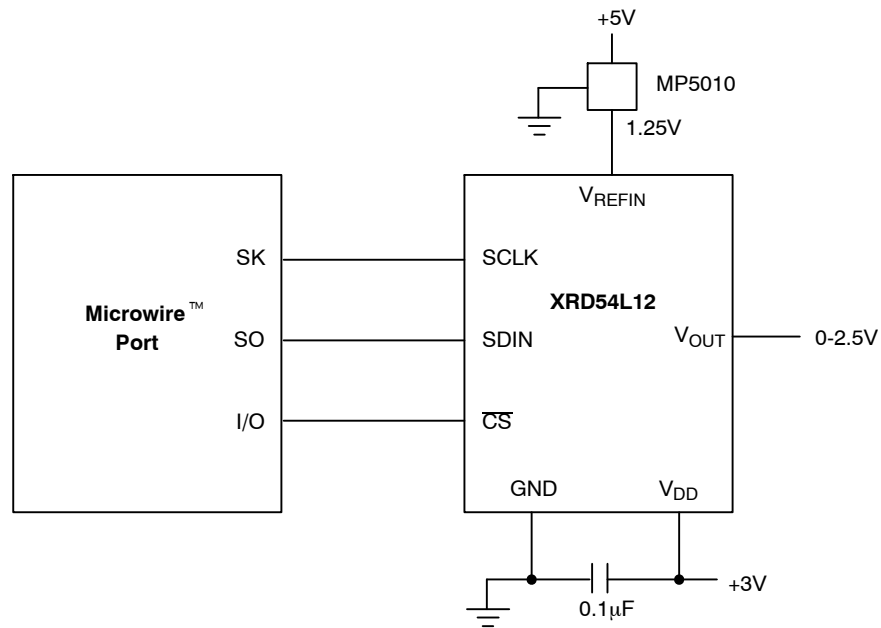 +5V
MP5010
1.25V
VREFIN
SK
SCLK
Microwire™
Port
XRD54L12
SO
SDIN
VOUT
0-2.5V
I/O
CS
GND
VDD
+3V
0.1µF